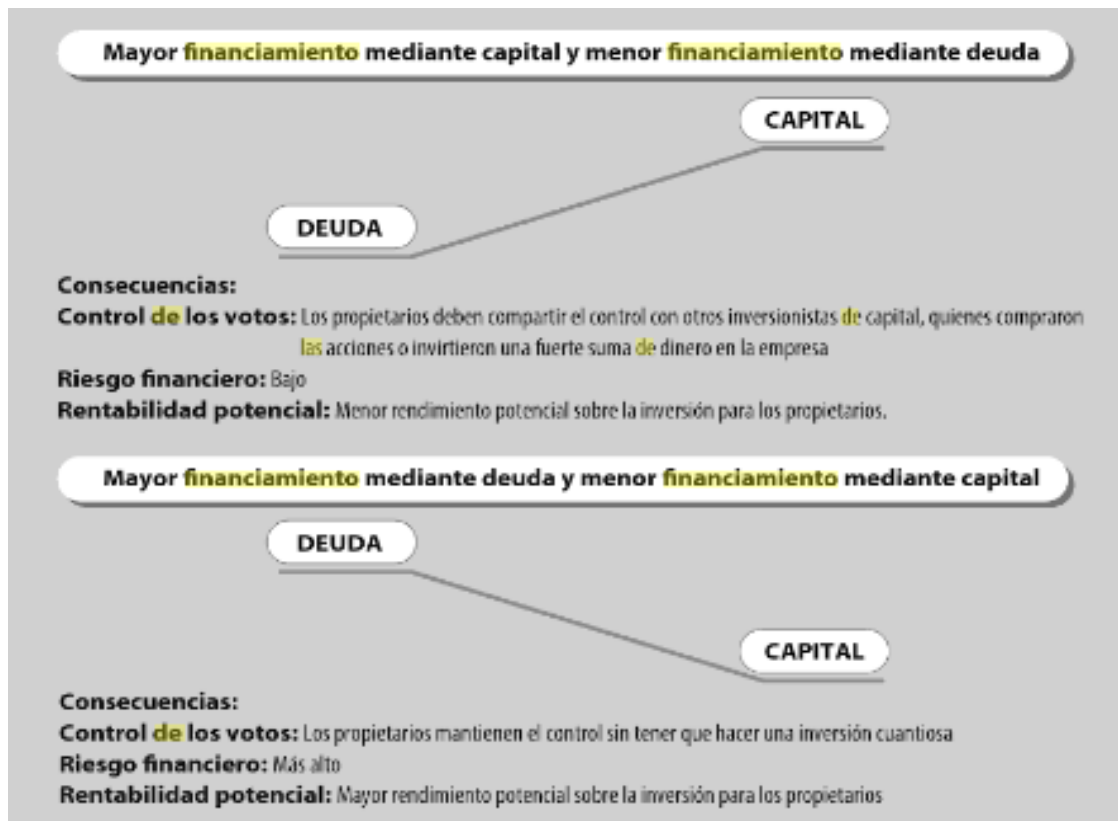 Mayor financiamiento mediante capital y menor financiamiento mediante deuda
CAPITAL
DEUDA
Consecuencias:
Control de los votos: Los propietarios deben compartir el control con otros inversionistas de capital, quienes compraron
las acciones o invirtieron una fuerte suma de dinero en la empresa
Riesgo financiero: Bajo
Rentabilidad potencial: Menor rendimiento potencial sobre la inversión para los propietarios.
Mayor financiamiento mediante deuda y menor financiamiento mediante capital
DEUDA
CAPITAL
Consecuencias:
Control de los votos: Los propietarios mantienen el control sin tener que hacer una inversión cuantiosa
Riesgo financiero: Más alto
Rentabilidad potencial: Mayor rendimiento potencial sobre la inversión para los propietarios